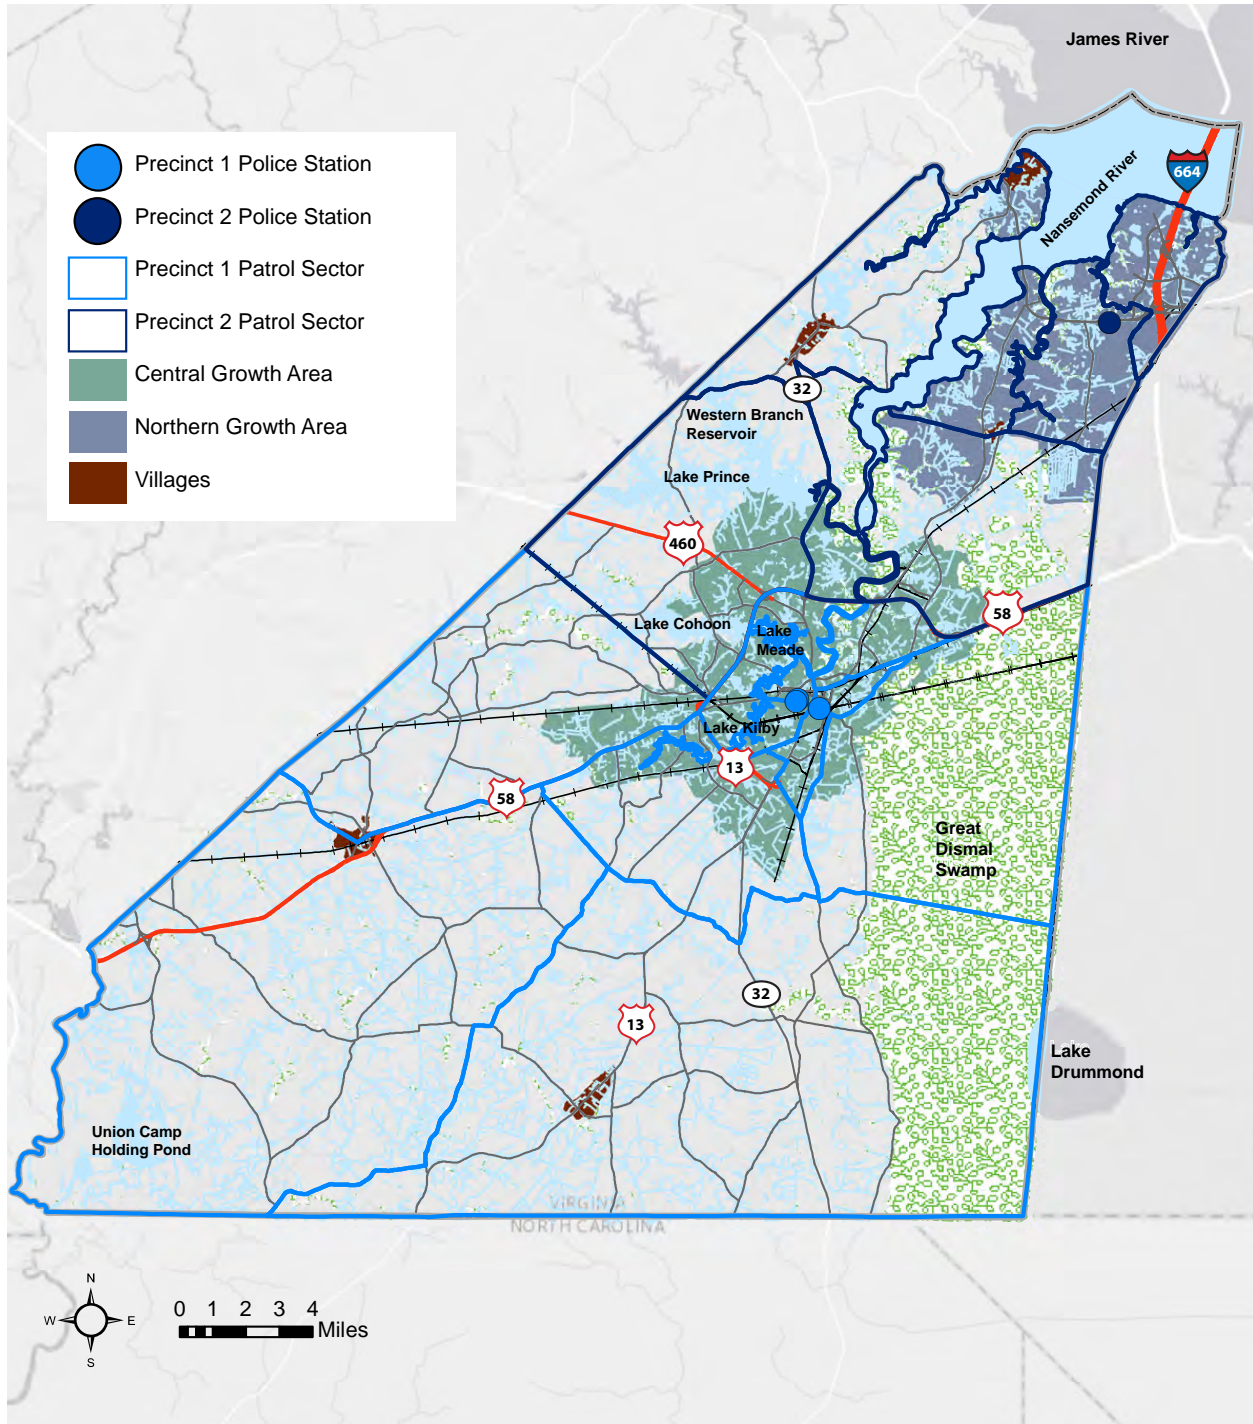 James River
664
Nansemond River
Precinct 1 Police Station
Precinct 2 Police Station
Precinct 1 Patrol Sector
Precinct 2 Patrol Sector
Central Growth Area
Northern Growth Area
Villages
32
Western Branch
Reservoir
Lake Prince
460
58
Lake Cohoon
Lake
Meade
Lake Kilby
13
58
Great
Dismal
Swamp
32
13
Lake
Drummond
Union Camp
Holding Pond
VIRGINIA
NORTH CAROLINA
N
W
E
S
0 1 2 3 4
Miles